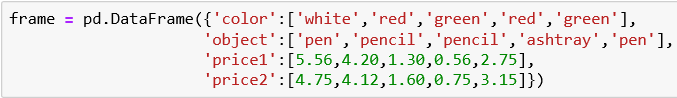 frame = pd.DataFrame({'color':['white','red','green','red','green'],
'object':['pen','pencil','pencil','ashtray','pen'],
'price1':[5.56,4.20,1.30,0.56,2.75],
'price2':[4.75,4.12,1.60,0.75,3.15]})